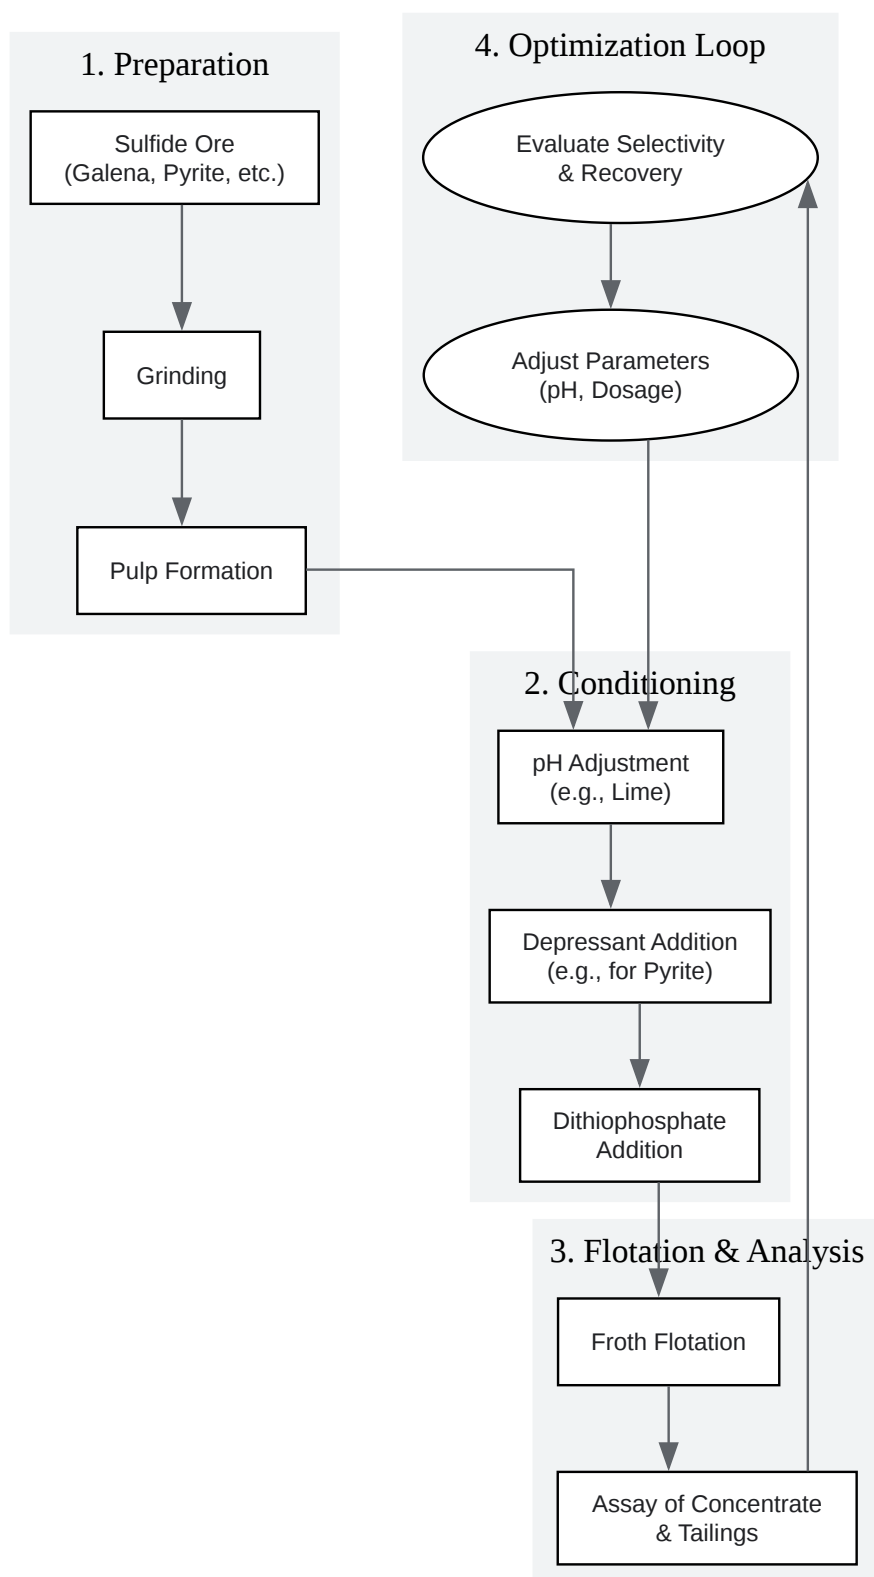 1. Preparation
Sulfide Ore
(Galena, Pyrite, etc.)
Grinding
Pulp Formation
4. Optimization Loop
Evaluate Selectivity
& Recovery
Adjust Parameters
(pH, Dosage)
2. Conditioning
pH Adjustment
(e.g., Lime)
Depressant Addition
(e.g., for Pyrite)
Dithiophosphate
Addition
3. Flotation & Analysis
Froth Flotation
Assay of Concentrate
& Tailings